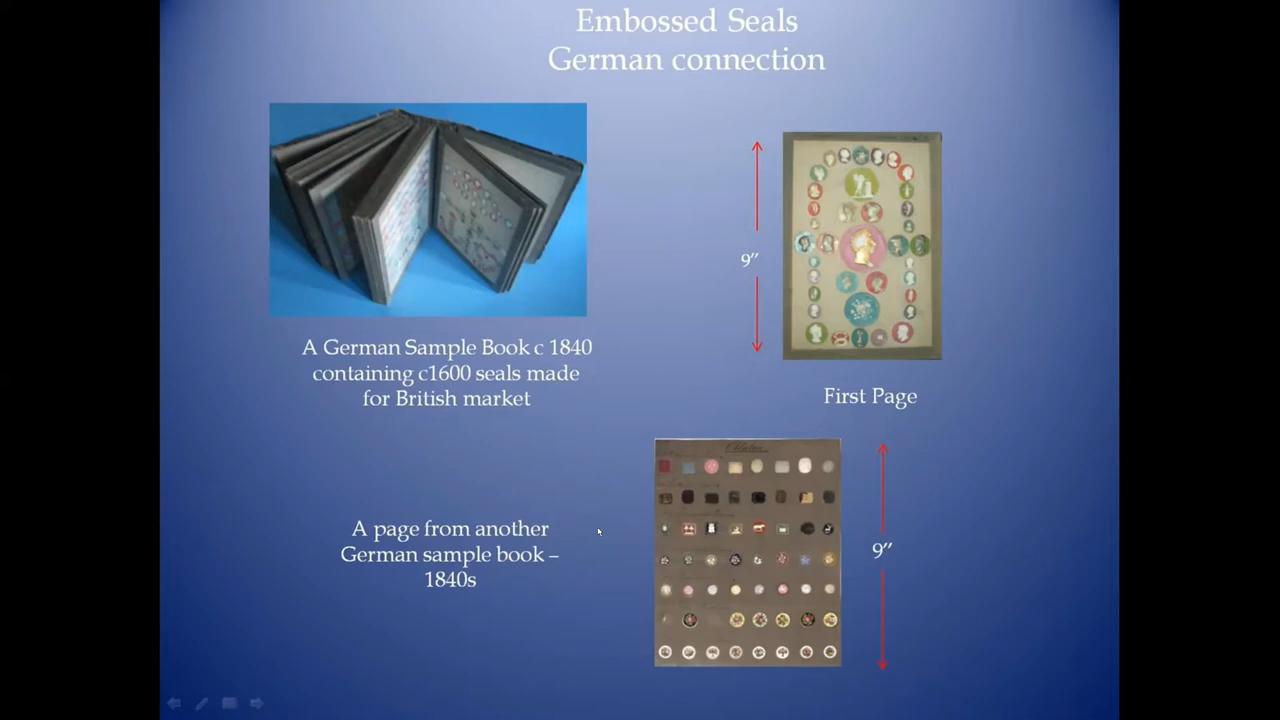 Embossed Seals
German connection
9”
A German Sample Book c 1840
containing c1600 seals made
for British market
First Page
A page from another
German sample book –
1840s
9”